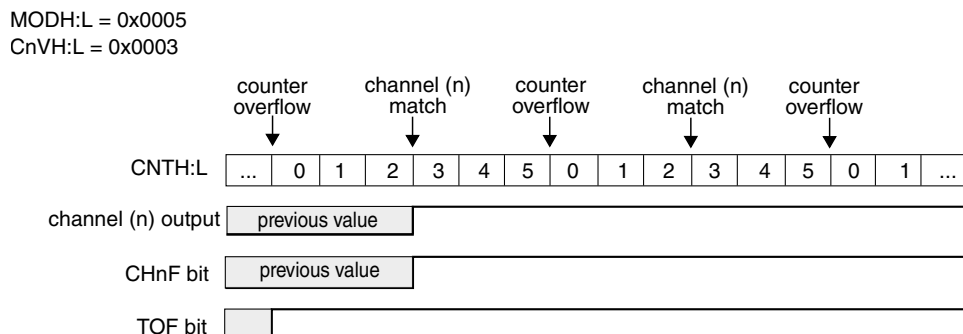 MODH:L = 0x0005
CnVH:L = 0x0003
counter overflow
channel (n) match
counter overflow
channel (n) match
counter overflow
CNTH:L ... 0 1 2 3 4 5 0 1 2 3 4 5 0 1 ...
channel (n) output previous value
CHnF bit previous value
TOF bit